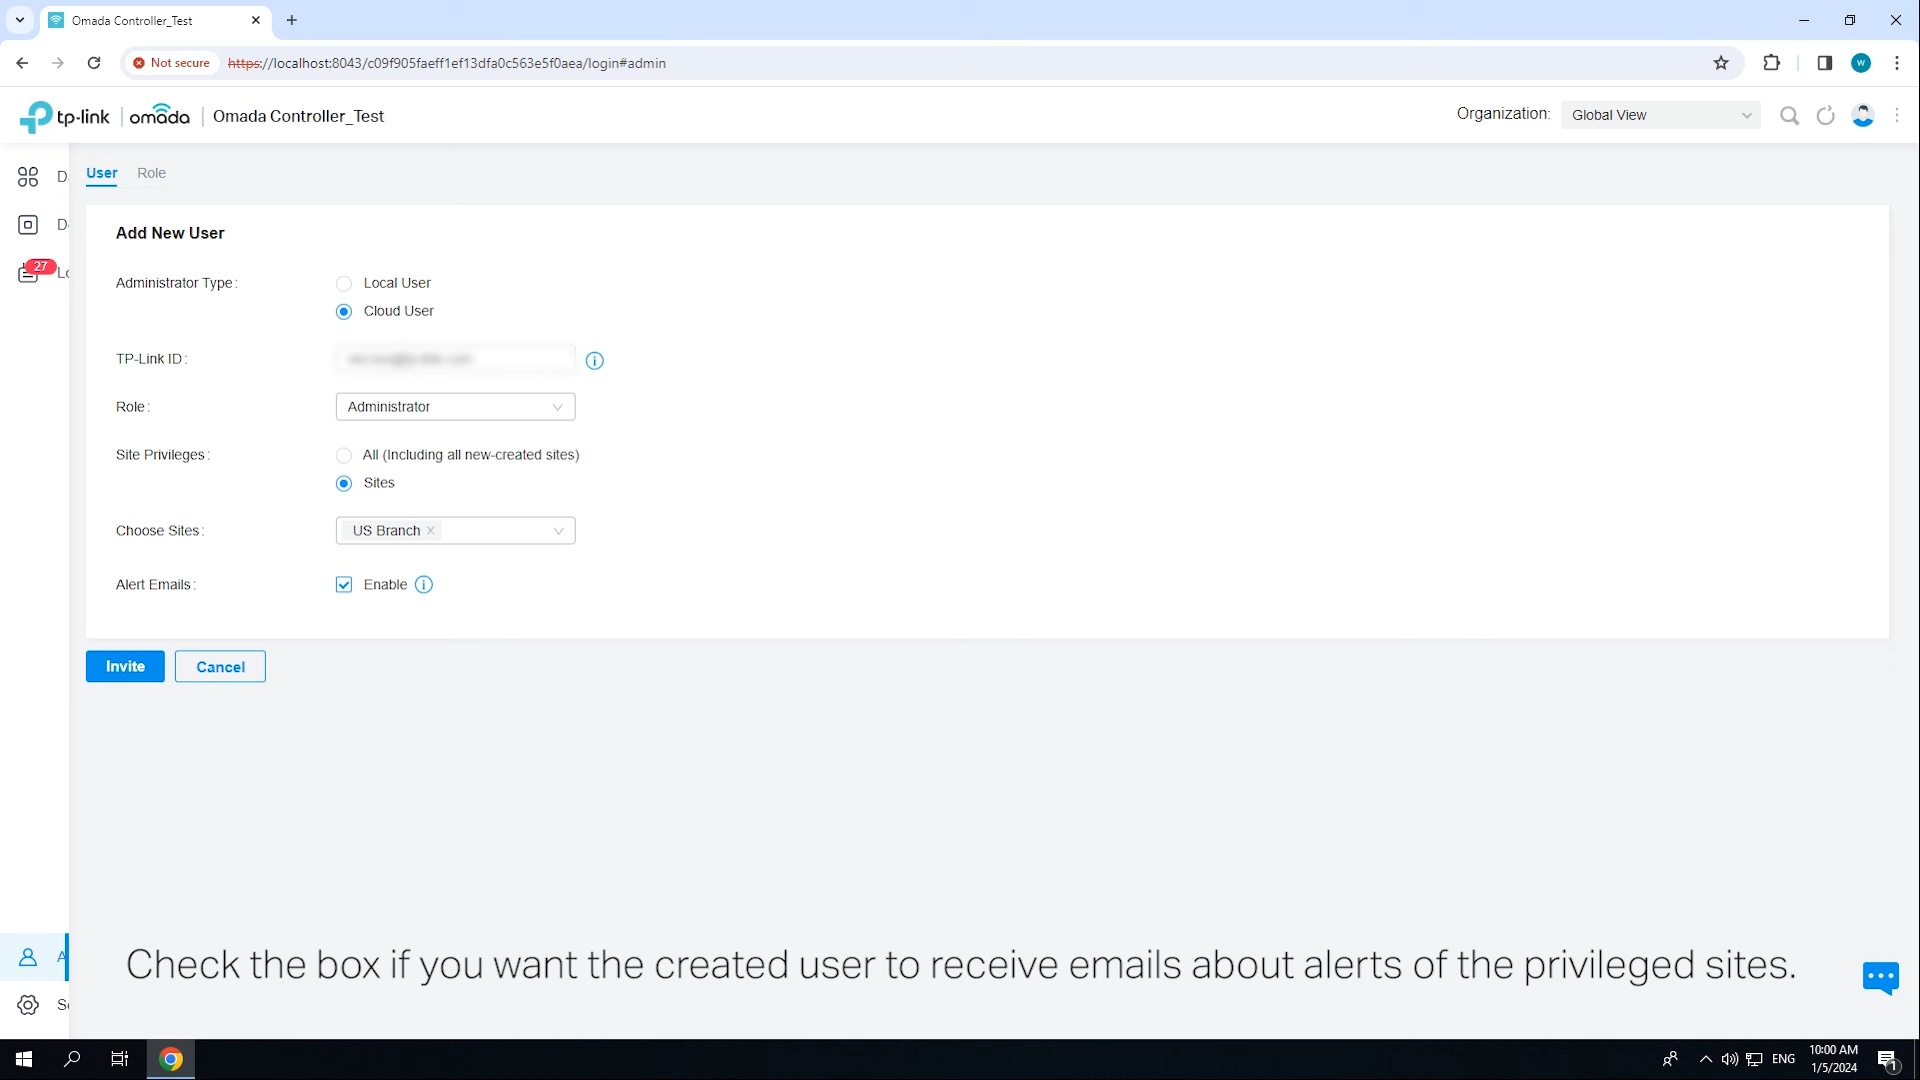 Omada Controller_Test
Not secure
https://localhost:8043/c09f905faeff1ef13dfa0c563e5f0aea/login#admin
W
tp-link
omada
Omada Controller_Test
Organization:
Global View
D
D
27
Lo
User
Role
Add New User
Administrator Type:
Local User
Cloud User
TP-Link ID:
Role:
Administrator
Site Privileges:
All (Including all new-created sites)
Sites
Choose Sites:
US Branch
Alert Emails:
Enable
Invite
Cancel
A
Check the box if you want the created user to receive emails about alerts of the privileged sites.
Se
ENG
10:00 AM
1/5/2024
1